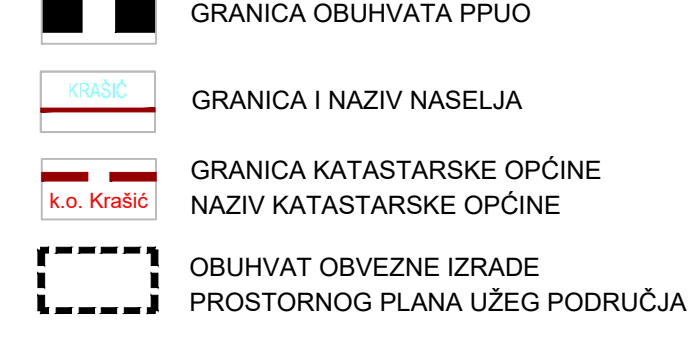 GRANICA OBUHVATA PPUO
KRAŠIĆ
GRANICA I NAZIV NASELJA
GRANICA KATASTARSKE OPĆINE
k.o. Krašić
NAZIV KATASTARSKE OPĆINE
OBUHVAT OBVEZNE IZRADE
PROSTORNOG PLANA UŽEG PODRUČJA